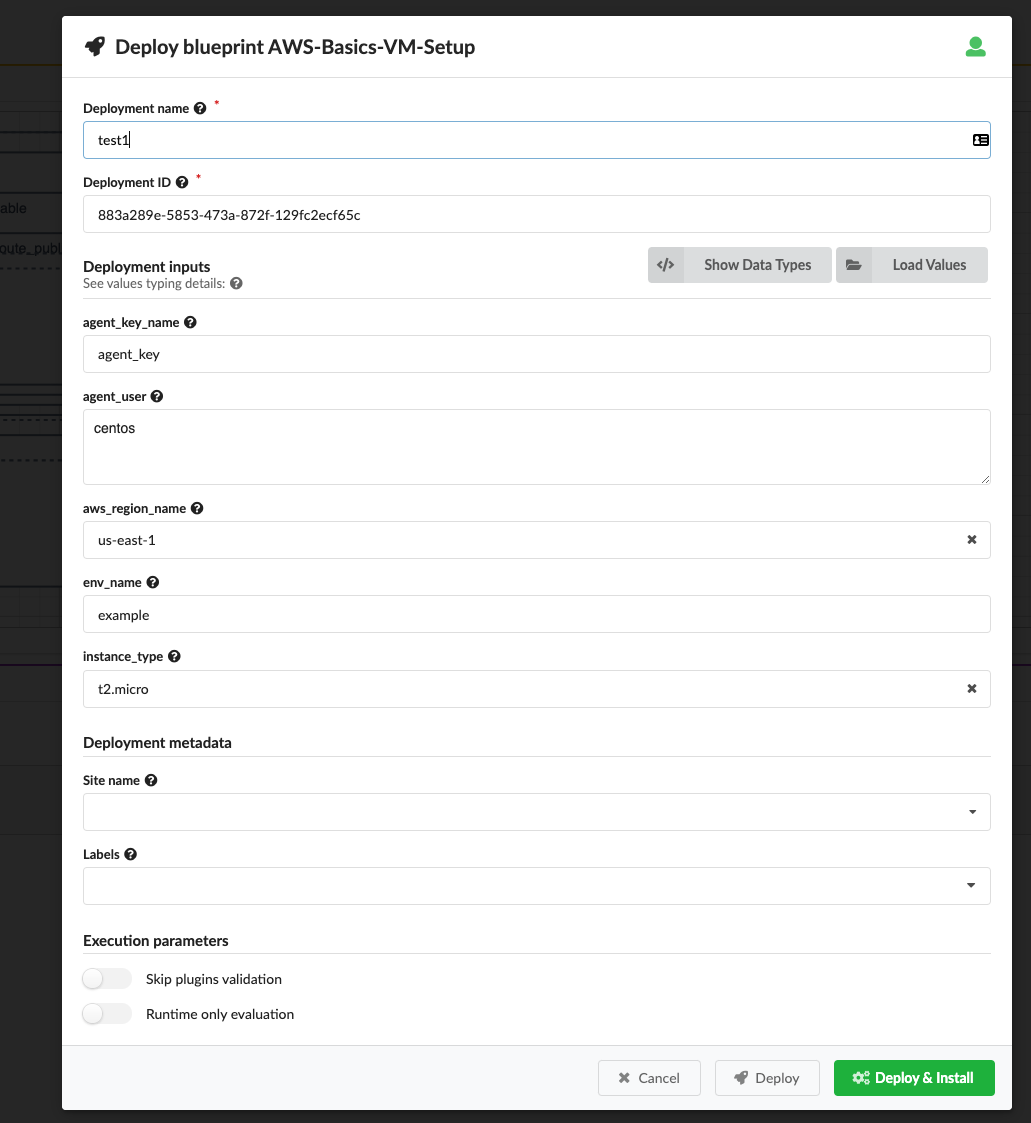 Deploy blueprint AWS-Basics-VM-Setup
Deployment name *
test1
Deployment ID *
883a289e-5853-473a-872f-129fc2ecf65c
Deployment inputs
See values typing details:
</> Show Data Types
Load Values
agent_key_name
agent_key
agent_user
centos
aws_region_name
us-east-1
env_name
example
instance_type
t2.micro
Deployment metadata
Site name
Labels
Execution parameters
Skip plugins validation
Runtime only evaluation
Cancel
Deploy
Deploy & Install
able
oute_publ